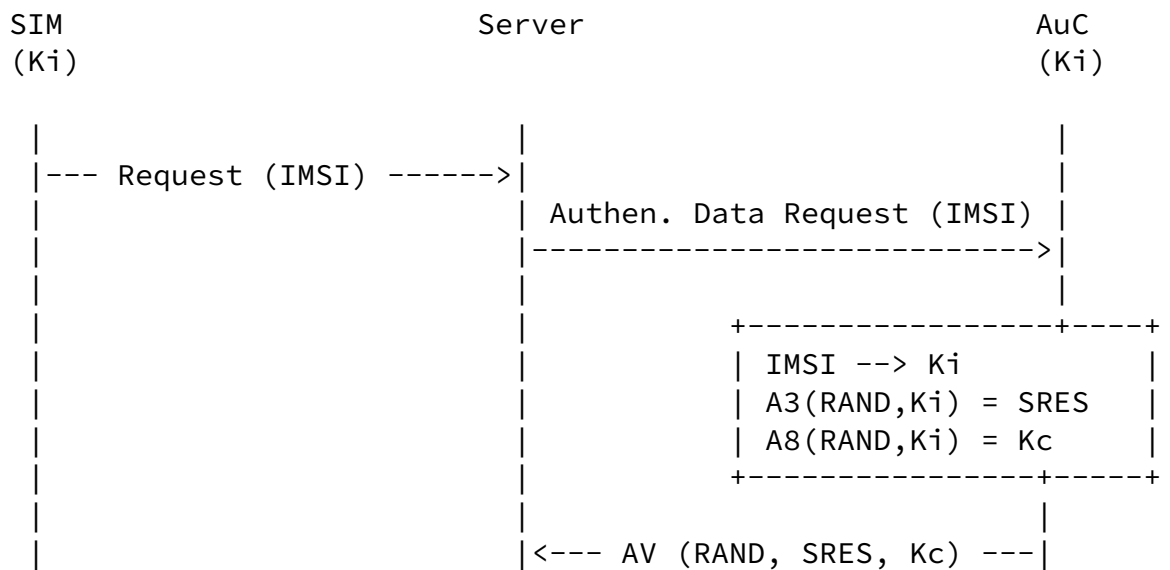 SIM Server AuC
(Ki) (Ki)
--- Request (IMSI) ------>
Authen. Data Request (IMSI)
---------------------------->
IMSI --> Ki
A3(RAND,Ki) = SRES
A8(RAND,Ki) = Kc
<--- AV (RAND, SRES, Kc) ---